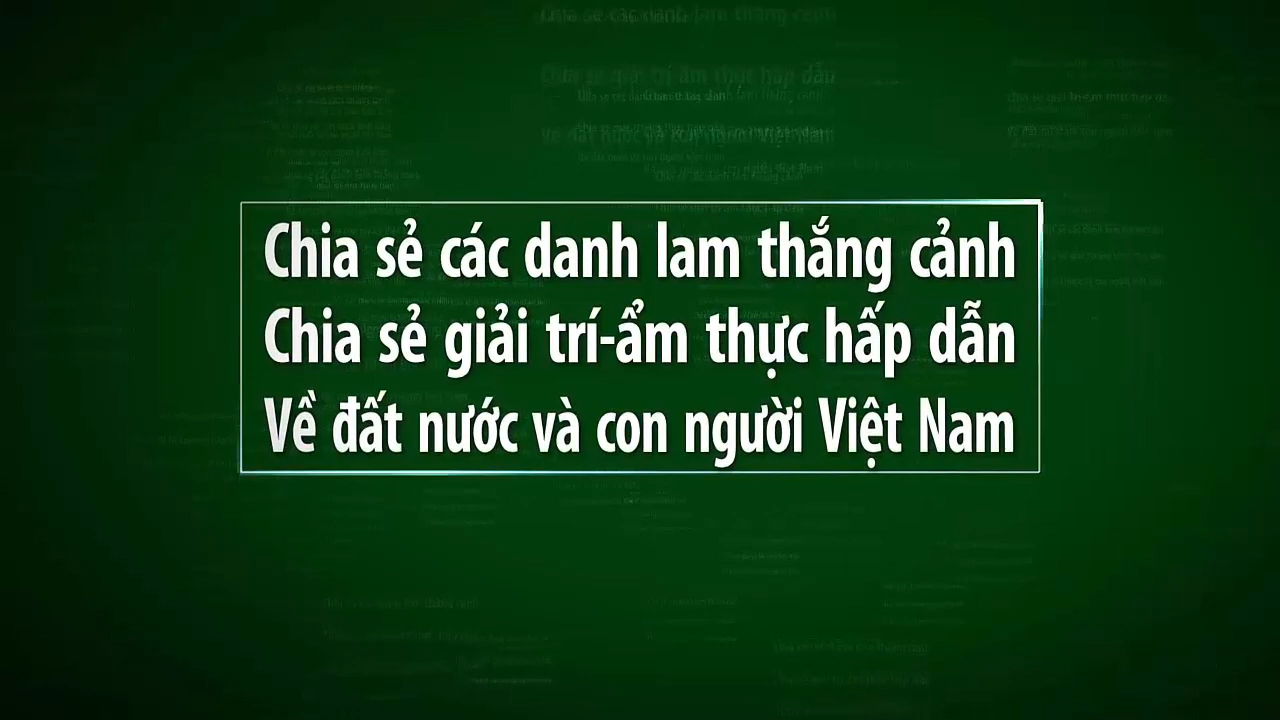 Chia sẻ các danh lam thắng cảnh
Chia sẻ giải trí-ẩm thực hấp dẫn
Về đất nước và con người Việt Nam